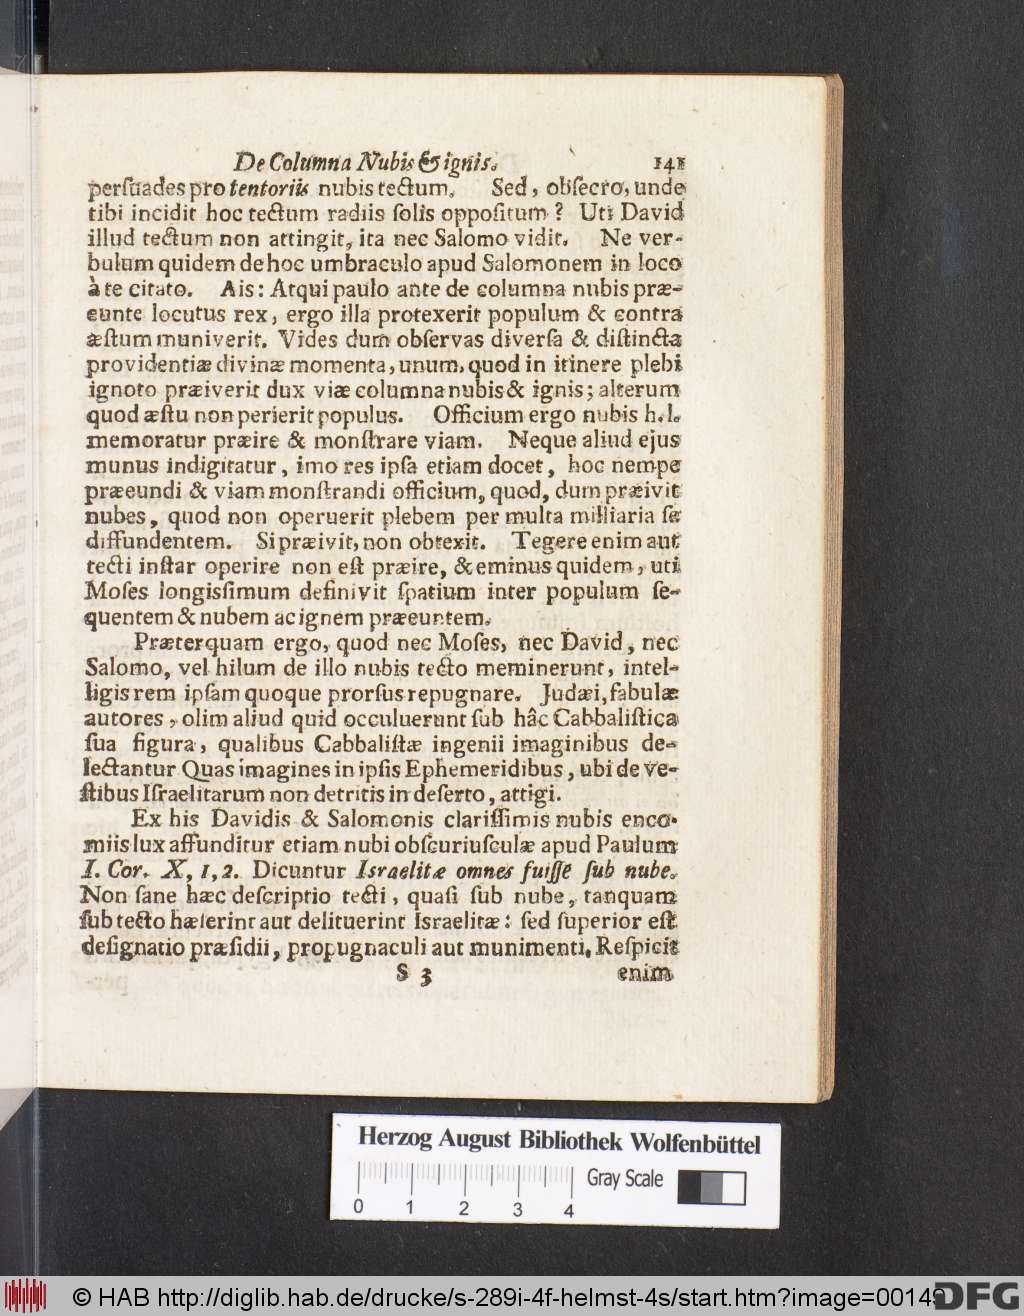 De Columna Nubis & ignis. 141
persuades pro tentoriis nubis tectum. Sed, obſecro, unde
tibi incidit hoc tectum radiis ſolis oppoſitum? Uti David
illud tectum non attingit, ita nec Salomo vidit. Ne ver-
bulum quidem de hoc umbraculo apud Salomonem in loco
à te citato. Ais: Atqui paulo ante de columna nubis præ-
eunte locutus rex, ergo illa protexerit populum & contra
æſtum muniverit. Vides dum obſervas diverſa & diſtincta
providentiæ divinæ momenta, unum, quod in itinere plebi
ignoto præiverit dux viæ columna nubis & ignis; alterum
quod æſtu non perierit populus. Officium ergo nubis h. l.
memoratur præire & monſtrare viam. Neque aliud ejus
munus indigitatur, imo res ipſa etiam docet, hoc nempe
præeundi & viam monſtrandi officium, quod, dum præivit
nubes, quod non operuerit plebem per multa milliaria ſe
diffundentem. Si præivit, non obtexit. Tegere enim aut
tecti inſtar operire non eſt præire, & eminus quidem, uti
Moſes longisſimum definivit ſpatium inter populum ſe-
quentem & nubem ac ignem præeuntem.
Præterquam ergo, quod nec Moſes, nec David, nec
Salomo, vel hilum de illo nubis tecto meminerunt, intel-
ligis rem ipſam quoque prorſus repugnare. Judæi, fabulæ
autores, olim aliud quid occuluerunt ſub hâc Cabbaliſtica
ſua figura, qualibus Cabbaliſtæ ingenii imaginibus de-
lectantur Quas imagines in ipſis Ephemeridibus, ubi de ve-
ſtibus Iſraelitarum non detritis in deſerto, attigi.
Ex his Davidis & Salomonis clariſſimis nubis enco-
miis lux affunditur etiam nubi obſcuriuſculæ apud Paulum
I. Cor. X, 1, 2. Dicuntur Israelitæ omnes fuiſſe ſub nube.
Non ſane hæc deſcriptio tecti, quaſi ſub nube, tanquam
ſub tecto hæſerint aut delituerint Israelitæ: ſed ſuperior eſt
deſignatio præſidii, propugnaculi aut munimenti. Reſpicit
S 3 enim
Herzog August Bibliothek Wolfenbüttel
Gray Scale
0 1 2 3 4
© HAB http://diglib.hab.de/drucke/s-289i-4f-helmst-4s/start.htm?image=00149
DFG